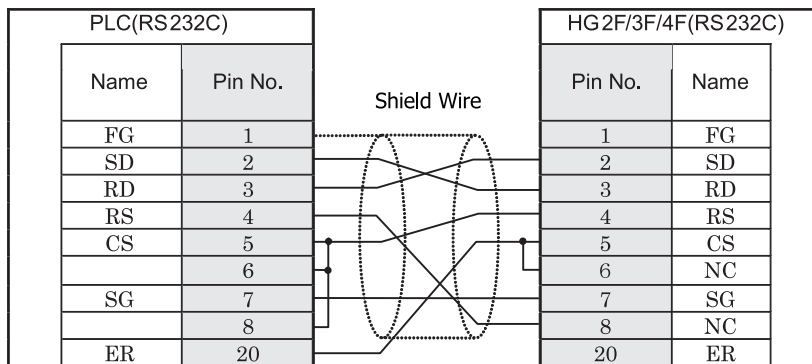 PLC(RS232C) HG2F/3F/4F(RS232C)
Name Pin No. Shield Wire Pin No. Name
FG 1 1 FG
SD 2 2 SD
RD 3 3 RD
RS 4 4 RS
CS 5 5 CS
6 6 NC
SG 7 7 SG
8 8 NC
ER 20 20 ER